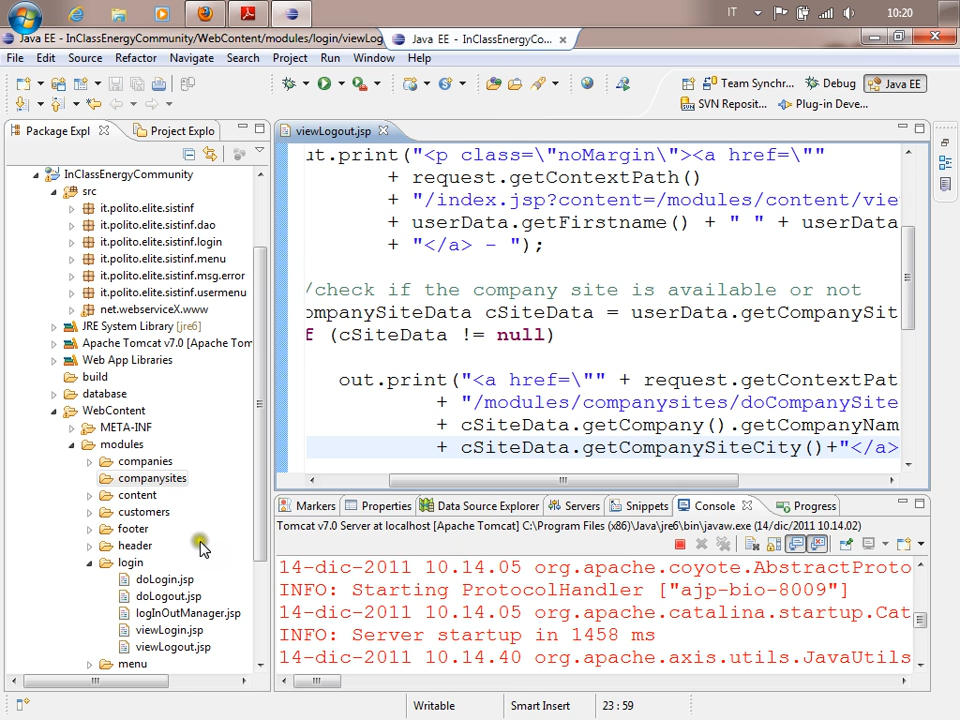 IT
10:20
Java EE - InClassEnergyCommunity/WebContent/modules/login/viewLog
Java EE - InClassEnergyCo...
File Edit Source Refactor Navigate Search Project Run Window Help
Team Synchr... Debug Java EE
SVN Reposit... Plug-in Deve...
Package Expl Project Explo
viewLogout.jsp
InClassEnergyCommunity
src
it.polito.elite.sistinf
it.polito.elite.sistinf.dao
it.polito.elite.sistinf.login
it.polito.elite.sistinf.menu
it.polito.elite.sistinf.msg.error
it.polito.elite.sistinf.usermenu
net.webserviceX.www
JRE System Library [jre6]
Apache Tomcat v7.0 [Apache Tom
Web App Libraries
build
database
WebContent
META-INF
modules
companies
companysites
content
customers
footer
header
login
doLogin.jsp
doLogout.jsp
logInOutManager.jsp
viewLogin.jsp
viewLogout.jsp
menu
ut.print("<p class=\"noMargin\"><a href=\""
+ request.getContextPath()
+ "/index.jsp?content=/modules/content/vie
+ userData.getFirstname() + " " + userData
+ "</a> - ");
/check if the company site is available or not
ompanySiteData cSiteData = userData.getCompanySit
(cSiteData != null)
out.print("<a href=\"" + request.getContextPat
+ "/modules/companysites/doCompanySite
+ cSiteData.getCompany().getCompanyNam
+ cSiteData.getCompanySiteCity()+"</a>
Markers Properties Data Source Explorer Servers Snippets Console Progress
Tomcat v7.0 Server at localhost [Apache Tomcat] C:\Program Files (x86)\Java\jre6\bin\javaw.exe (14/dic/2011 10.14.02)
14-dic-2011 10.14.05 org.apache.coyote.AbstractProto
INFO: Starting ProtocolHandler ["ajp-bio-8009"]
14-dic-2011 10.14.05 org.apache.catalina.startup.Cat
INFO: Server startup in 1458 ms
14-dic-2011 10.14.40 org.apache.axis.utils.JavaUtils
Writable Smart Insert 23 : 59